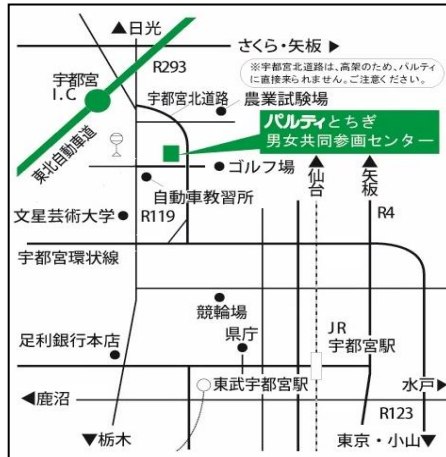 ▲日光
さくら・矢板 ▶
R293
※宇都宮北道路は、高架のため、パルティ
に直接来られません。ご注意ください。
宇都宮
I.C
宇都宮北道路
農業試験場
東北自動車道
パルティとちぎ
男女共同参画センター
ゴルフ場
自動車教習所
▲仙台
▲矢板
文星芸術大学
R119
R4
宇都宮環状線
競輪場
足利銀行本店
県庁
JR
宇都宮駅
東武宇都宮駅
水戸▶
◀鹿沼
R123
▼栃木
東京・小山▼